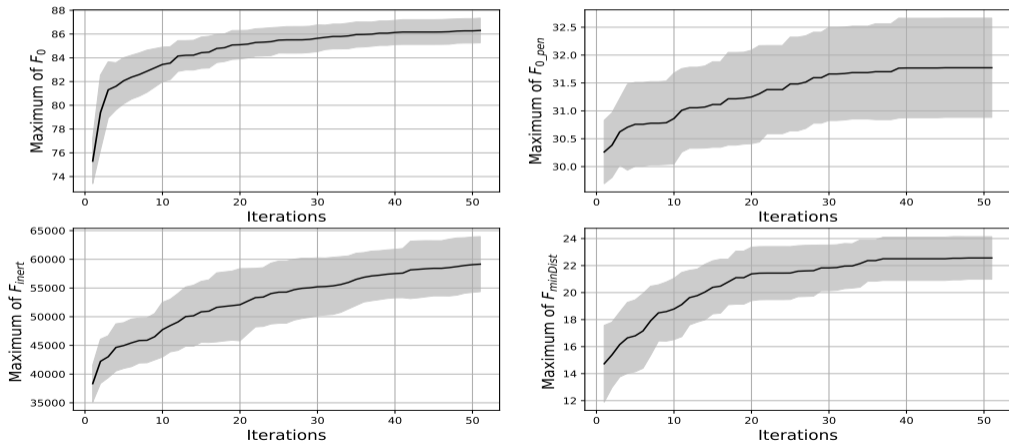 Maximum of F0
88
86
84
82
80
78
76
74
0 10 20 30 40 50
Iterations
Maximum of F0_pen
32.5
32.0
31.5
31.0
30.5
30.0
0 10 20 30 40 50
Iterations
Maximum of Finert
65000
60000
55000
50000
45000
40000
35000
0 10 20 30 40 50
Iterations
Maximum of FminDist
24
22
20
18
16
14
12
0 10 20 30 40 50
Iterations